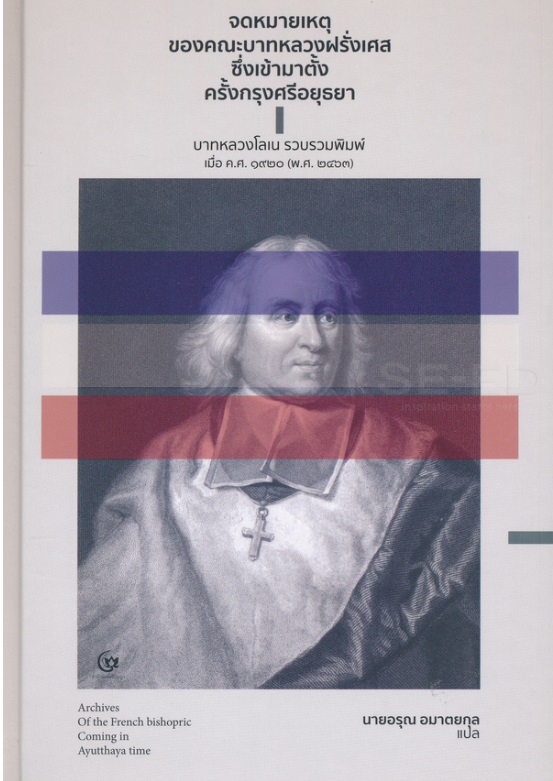 จดหมายเหตุ
ของคณะบาทหลวงฝรั่งเศส
ซึ่งเข้ามาตั้ง
ครั้งกรุงศรีอยุธยา
บาทหลวงโลเน รวบรวมพิมพ์
เมื่อ ค.ศ. ๑๙๒๐ (พ.ศ. ๒๔๖๓)
SE-ED
Archives
Of the French bishopric
Coming in
Ayutthaya time
นายอรุณ อมาตยกุล
แปล